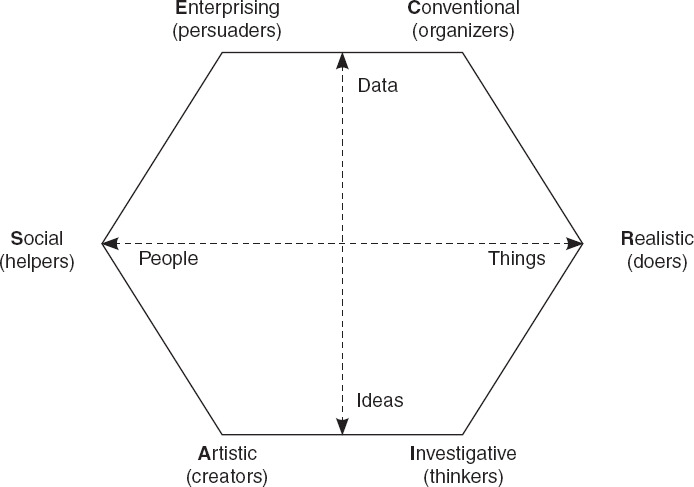 Enterprising
(persuaders)
Conventional
(organizers)
Data
Social
(helpers)
People
Things
Realistic
(doers)
Ideas
Artistic
(creators)
Investigative
(thinkers)